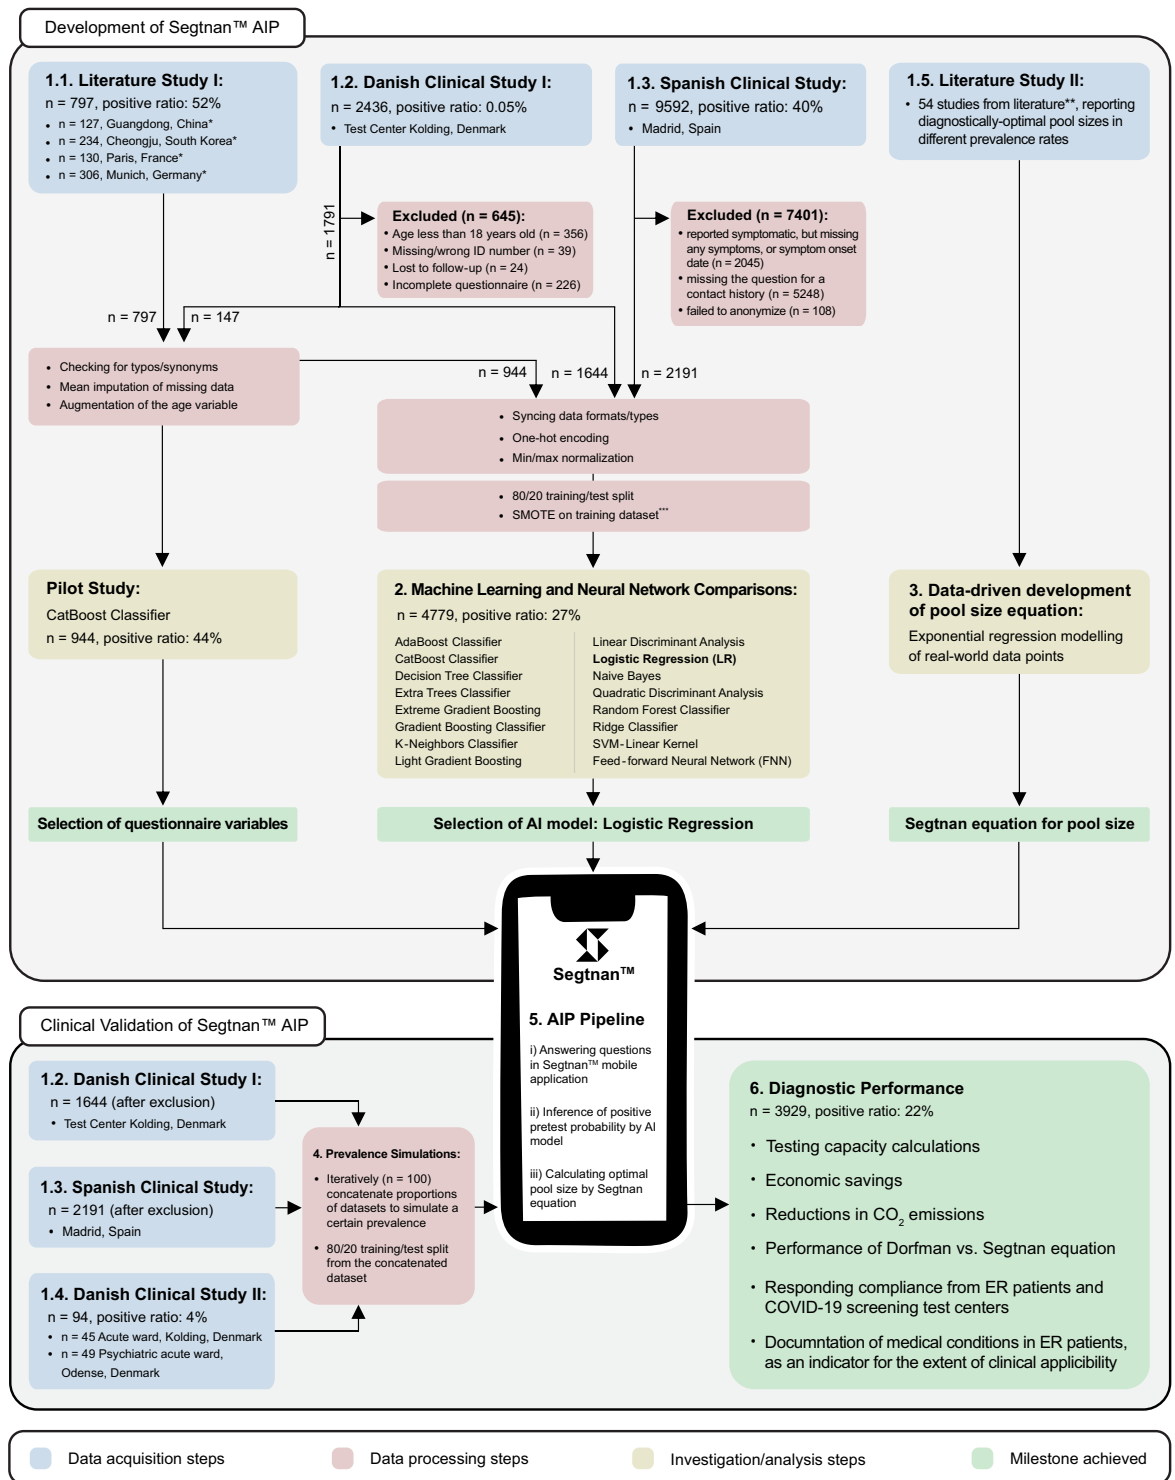 Development of Segtnan™ AIP
1.1. Literature Study I:
n = 797, positive ratio: 52%
• n = 127, Guangdong, China*
• n = 234, Cheongju, South Korea*
• n = 130, Paris, France*
• n = 306, Munich, Germany*
1.2. Danish Clinical Study I:
n = 2436, positive ratio: 0.05%
• Test Center Kolding, Denmark
1.3. Spanish Clinical Study:
n = 9592, positive ratio: 40%
• Madrid, Spain
1.5. Literature Study II:
• 54 studies from literature**, reporting
diagnostically-optimal pool sizes in
different prevalence rates
n = 1791
Excluded (n = 645):
• Age less than 18 years old (n = 356)
• Missing/wrong ID number (n = 39)
• Lost to follow-up (n = 24)
• Incomplete questionnaire (n = 226)
Excluded (n = 7401):
• reported symptomatic, but missing
any symptoms, or symptom onset
date (n = 2045)
• missing the question for a
contact history (n = 5248)
• failed to anonymize (n = 108)
n = 797
n = 147
• Checking for typos/synonyms
• Mean imputation of missing data
• Augmentation of the age variable
n = 944
n = 1644
n = 2191
• Syncing data formats/types
• One-hot encoding
• Min/max normalization
• 80/20 training/test split
• SMOTE on training dataset***
Pilot Study:
CatBoost Classifier
n = 944, positive ratio: 44%
2. Machine Learning and Neural Network Comparisons:
n = 4779, positive ratio: 27%
AdaBoost Classifier
CatBoost Classifier
Decision Tree Classifier
Extra Trees Classifier
Extreme Gradient Boosting
Gradient Boosting Classifier
K-Neighbors Classifier
Light Gradient Boosting
Linear Discriminant Analysis
Logistic Regression (LR)
Naive Bayes
Quadratic Discriminant Analysis
Random Forest Classifier
Ridge Classifier
SVM-Linear Kernel
Feed-forward Neural Network (FNN)
3. Data-driven development
of pool size equation:
Exponential regression modelling
of real-world data points
Selection of questionnaire variables
Selection of AI model: Logistic Regression
Segtnan equation for pool size
Segtnan™
5. AIP Pipeline
i) Answering questions
in Segtnan™ mobile
application
ii) Inference of positive
pretest probability by AI
model
iii) Calculating optimal
pool size by Segtnan
equation
Clinical Validation of Segtnan™ AIP
1.2. Danish Clinical Study I:
n = 1644 (after exclusion)
• Test Center Kolding, Denmark
1.3. Spanish Clinical Study:
n = 2191 (after exclusion)
• Madrid, Spain
1.4. Danish Clinical Study II:
n = 94, positive ratio: 4%
• n = 45 Acute ward, Kolding, Denmark
• n = 49 Psychiatric acute ward,
Odense, Denmark
4. Prevalence Simulations:
• Iteratively (n = 100)
concatenate proportions
of datasets to simulate a
certain prevalence
• 80/20 training/test split
from the concatenated
dataset
6. Diagnostic Performance
n = 3929, positive ratio: 22%
• Testing capacity calculations
• Economic savings
• Reductions in CO₂ emissions
• Performance of Dorfman vs. Segtnan equation
• Responding compliance from ER patients and
COVID-19 screening test centers
• Documntation of medical conditions in ER patients,
as an indicator for the extent of clinical applicibility
Data acquisition steps
Data processing steps
Investigation/analysis steps
Milestone achieved